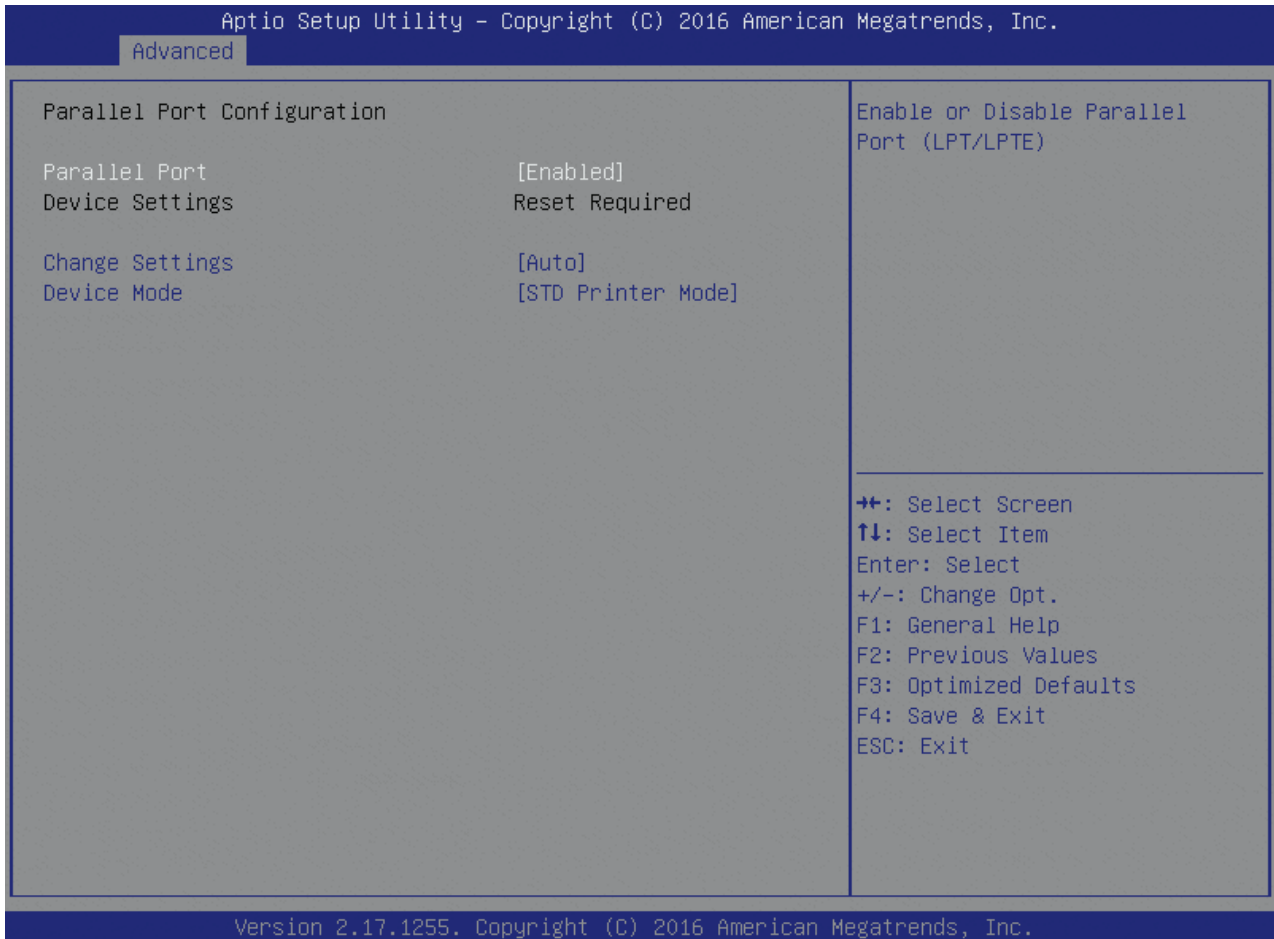 Aptio Setup Utility – Copyright (C) 2016 American Megatrends, Inc.
Advanced
Parallel Port Configuration
Parallel Port [Enabled]
Device Settings Reset Required
Change Settings [Auto]
Device Mode [STD Printer Mode]
Enable or Disable Parallel
Port (LPT/LPTE)
→←: Select Screen
↑↓: Select Item
Enter: Select
+/-: Change Opt.
F1: General Help
F2: Previous Values
F3: Optimized Defaults
F4: Save & Exit
ESC: Exit
Version 2.17.1255. Copyright (C) 2016 American Megatrends, Inc.